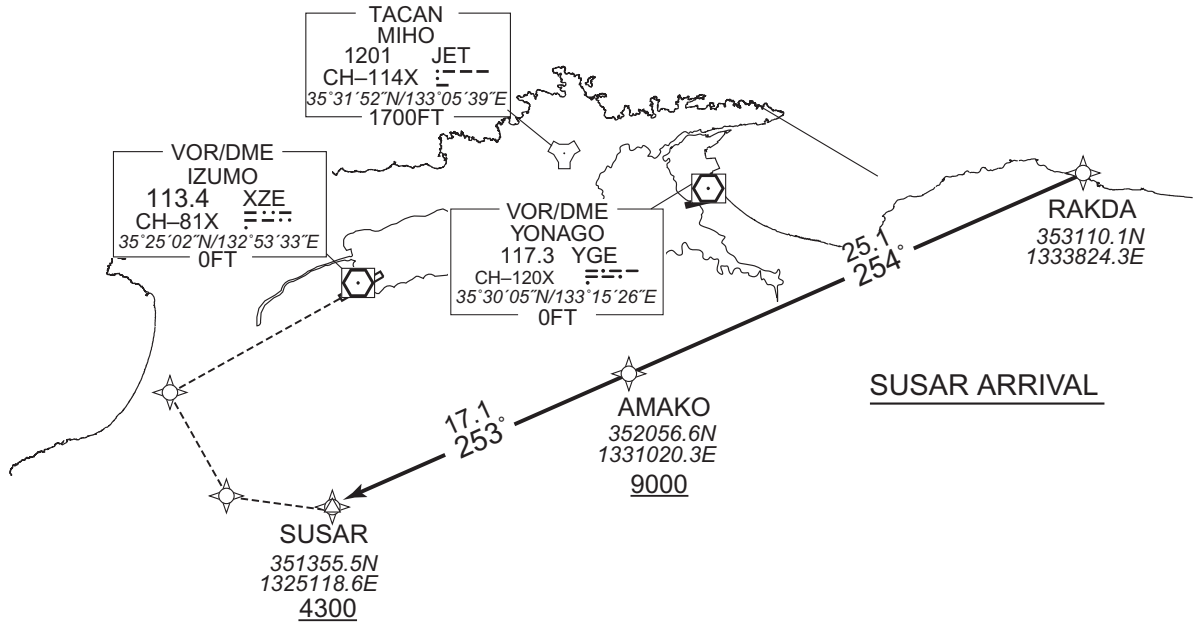 TACAN
MIHO
1201 JET
CH–114X
35°31´52˝N/133°05´39˝E
1700FT
VOR/DME
IZUMO
113.4 XZE
CH–81X
35°25´02˝N/132°53´33˝E
0FT
VOR/DME
YONAGO
117.3 YGE
CH–120X
35°30´05˝N/133°15´26˝E
0FT
RAKDA
353110.1N
1333824.3E
25.1
254°
SUSAR ARRIVAL
AMAKO
352056.6N
1331020.3E
9000
17.1
253°
SUSAR
351355.5N
1325118.6E
4300